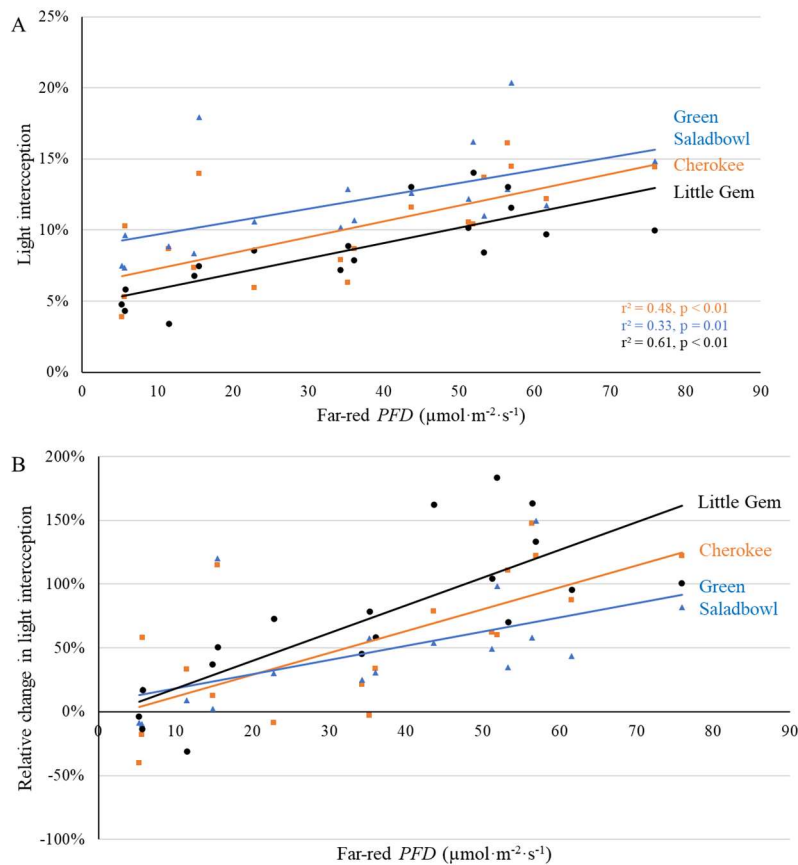 A
25%
20%
15%
10%
5%
0%
Light interception
Green
Saladbowl
Cherokee
Little Gem
r² = 0.48, p < 0.01
r² = 0.33, p = 0.01
r² = 0.61, p < 0.01
0 10 20 30 40 50 60 70 80 90
Far-red PFD (μmol·m⁻²·s⁻¹)
B
200%
150%
100%
50%
0%
-50%
-100%
Relative change in light interception
Little Gem
Cherokee
Green
Saladbowl
0 10 20 30 40 50 60 70 80 90
Far-red PFD (μmol·m⁻²·s⁻¹)